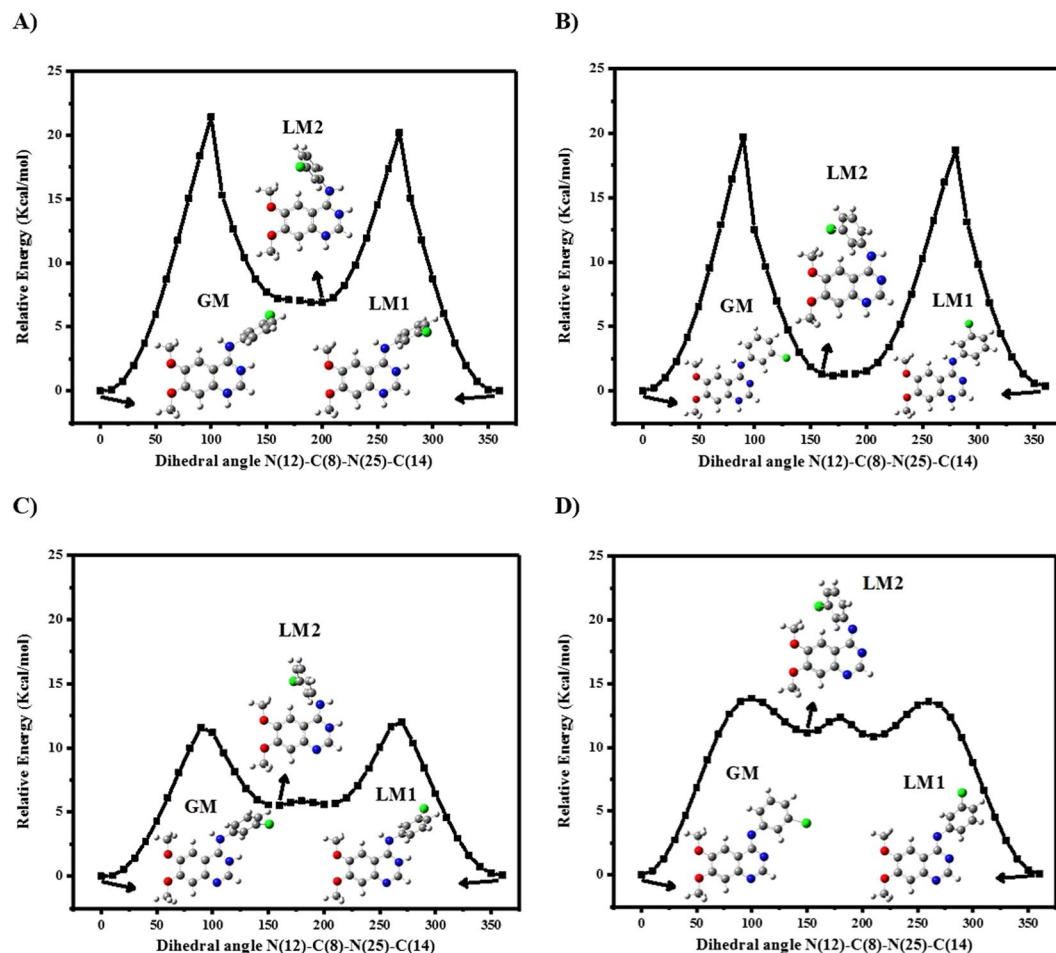 A)
25
20
15
10
5
0
Relative Energy (Kcal/mol)
LM2
GM
LM1
0 50 100 150 200 250 300 350
Dihedral angle N(12)-C(8)-N(25)-C(14)
B)
25
20
15
10
5
0
Relative Energy (Kcal/mol)
LM2
GM
LM1
0 50 100 150 200 250 300 350
Dihedral angle N(12)-C(8)-N(25)-C(14)
C)
25
20
15
10
5
0
Relative Energy (Kcal/mol)
LM2
GM
LM1
0 50 100 150 200 250 300 350
Dihedral angle N(12)-C(8)-N(25)-C(14)
D)
25
20
15
10
5
0
Relative Energy (Kcal/mol)
LM2
GM
LM1
0 50 100 150 200 250 300 350
Dihedral angle N(12)-C(8)-N(25)-C(14)